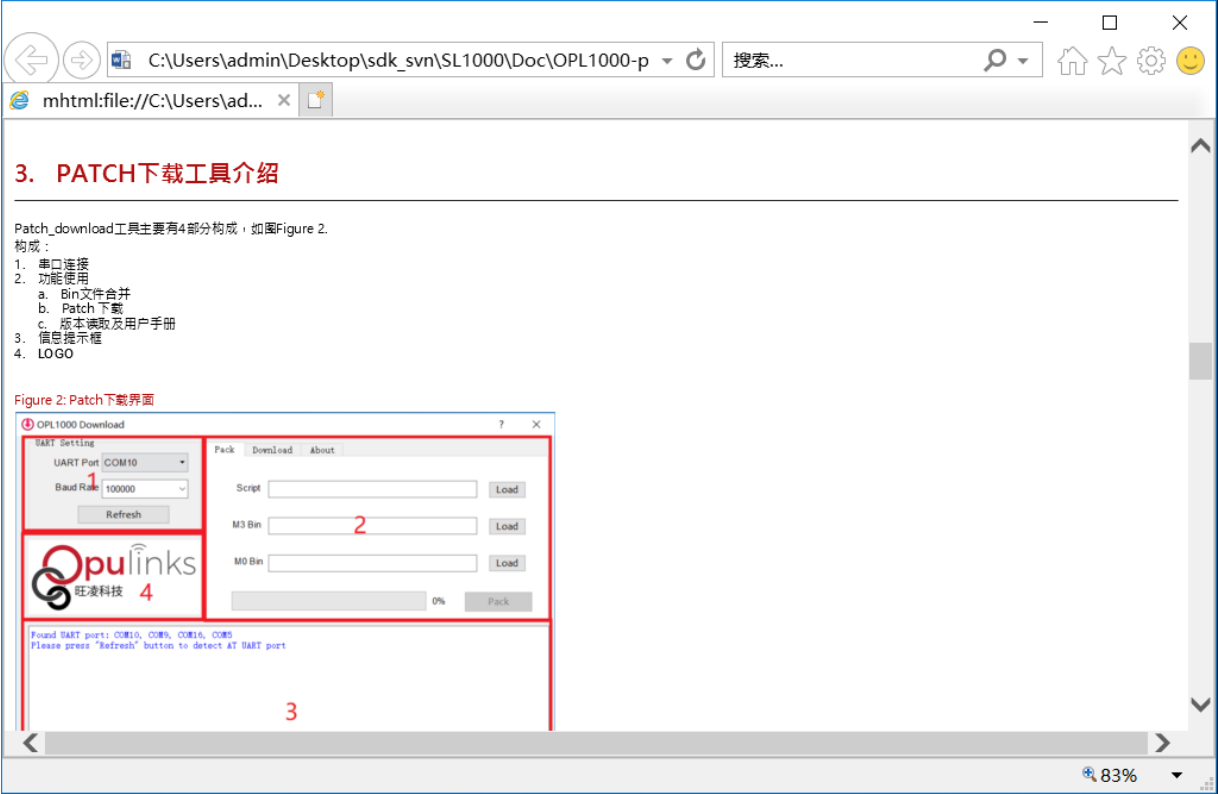 C:\Users\admin\Desktop\sdk_svn\SL1000\Doc\OPL1000-p
搜索...
mhtml:file://C:\Users\ad...
3. PATCH下载工具介绍
Patch_download工具主要有4部分构成，如图Figure 2.
构成：
1. 串口连接
2. 功能使用
a. Bin文件合并
b. Patch 下载
c. 版本读取及用户手册
3. 信息提示框
4. LOGO
Figure 2: Patch下载界面
OPL1000 Download
UART Setting
UART Port COM10
1
Baud Rate 100000
Refresh
Pack Download About
Script Load
M3 Bin Load
2
M0 Bin Load
0% Pack
Opulinks
旺凌科技
4
Found UART port: COM10, COM9, COM16, COM5
Please press "Refresh" button to detect AT UART port
3
83%